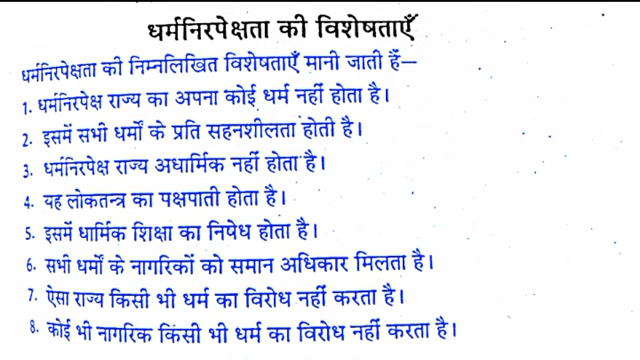 धर्मनिरपेक्षता की विशेषताएँ
धर्मनिरपेक्षता की निम्नलिखित विशेषताएँ मानी जाती हैं—
1. धर्मनिरपेक्ष राज्य का अपना कोई धर्म नहीं होता है।
2. इसमें सभी धर्मों के प्रति सहनशीलता होती है।
3. धर्मनिरपेक्ष राज्य अधार्मिक नहीं होता है।
4. यह लोकतन्त्र का पक्षपाती होता है।
5. इसमें धार्मिक शिक्षा का निषेध होता है।
6. सभी धर्मों के नागरिकों को समान अधिकार मिलता है।
7. ऐसा राज्य किसी भी धर्म का विरोध नहीं करता है।
8. कोई भी नागरिक किसी भी धर्म का विरोध नहीं करता है।